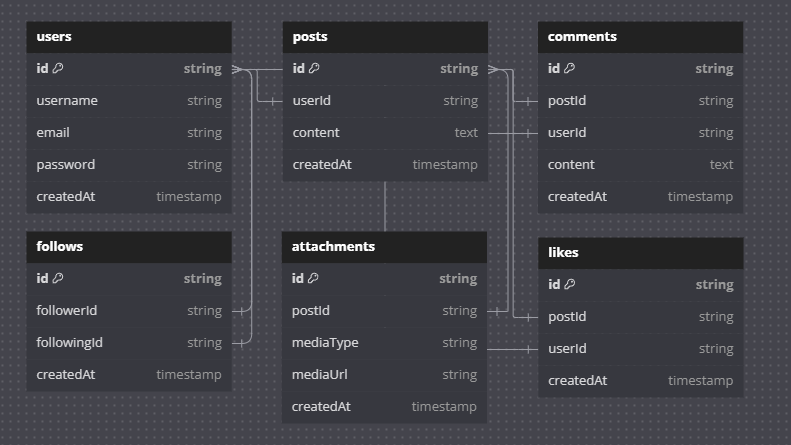 users
id string
username string
email string
password string
createdAt timestamp
posts
id string
userId string
content text
createdAt timestamp
comments
id string
postId string
userId string
content text
createdAt timestamp
follows
id string
followerId string
followingId string
createdAt timestamp
attachments
id string
postId string
mediaType string
mediaUrl string
createdAt timestamp
likes
id string
postId string
userId string
createdAt timestamp